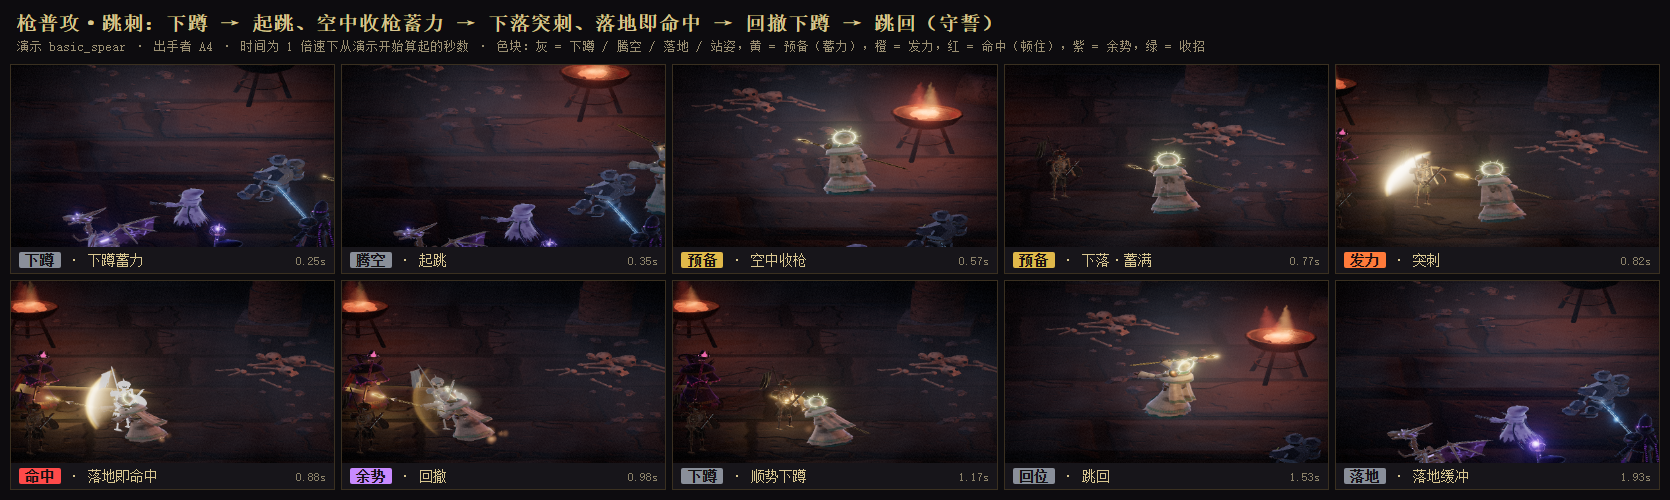 枪普攻·跳刺：下蹲 → 起跳、空中收枪蓄力 → 下落突刺、落地即命中 → 回撤下蹲 → 跳回（守誓）
演示 basic_spear · 出手者 A4 · 时间为 1 倍速下从演示开始算起的秒数 · 色块：灰 = 下蹲 / 腾空 / 落地 / 站姿，黄 = 预备（蓄力），橙 = 发力，红 = 命中（顿住），紫 = 余势，绿 = 收招
下蹲 · 下蹲蓄力 0.25s
腾空 · 起跳 0.35s
预备 · 空中收枪 0.57s
预备 · 下落·蓄满 0.77s
发力 · 突刺 0.82s
命中 · 落地即命中 0.88s
余势 · 回撤 0.98s
下蹲 · 顺势下蹲 1.17s
回位 · 跳回 1.53s
落地 · 落地缓冲 1.93s